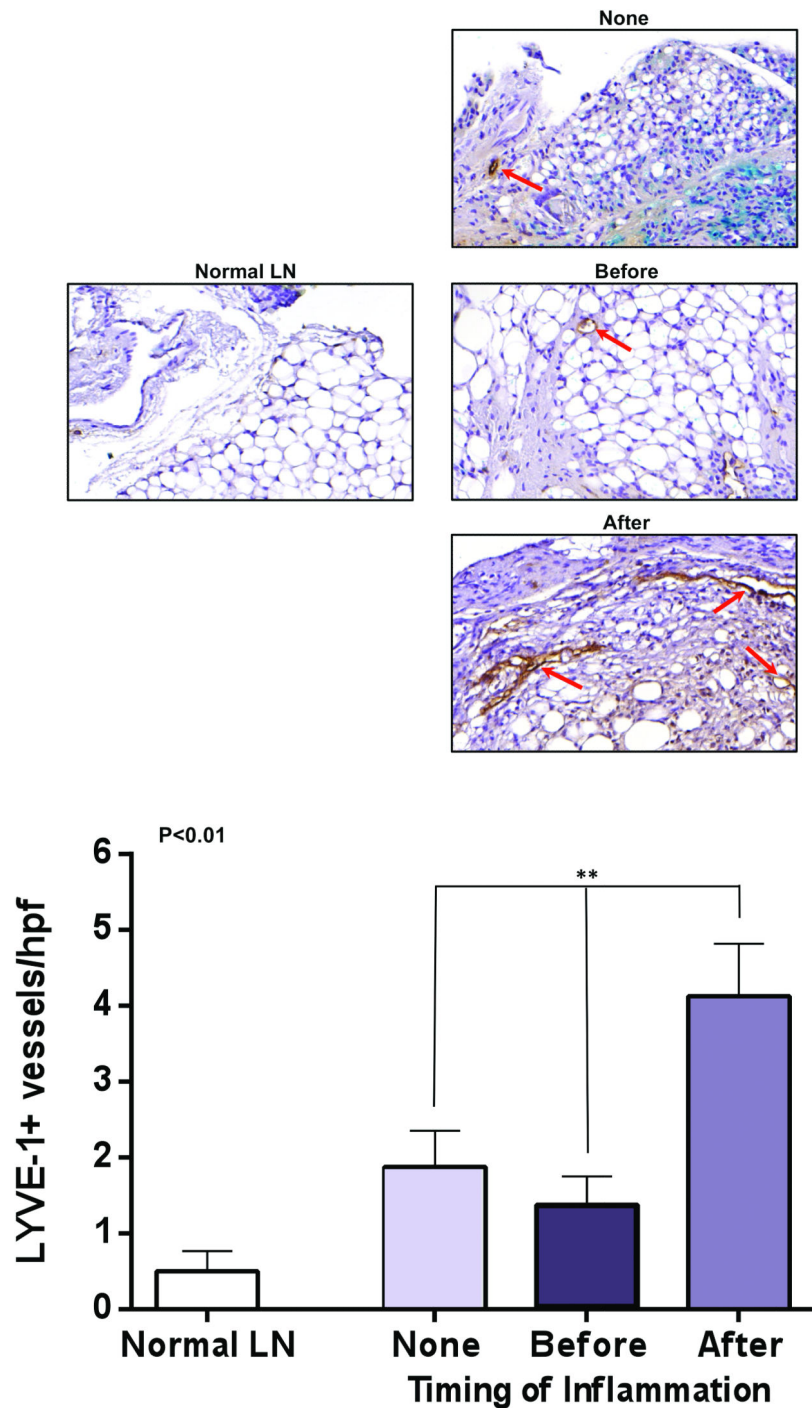 None
Normal LN
Before
After
P<0.01
**
6
5
4
3
2
1
0
LYVE-1+ vessels/hpf
Normal LN None Before After
Timing of Inflammation